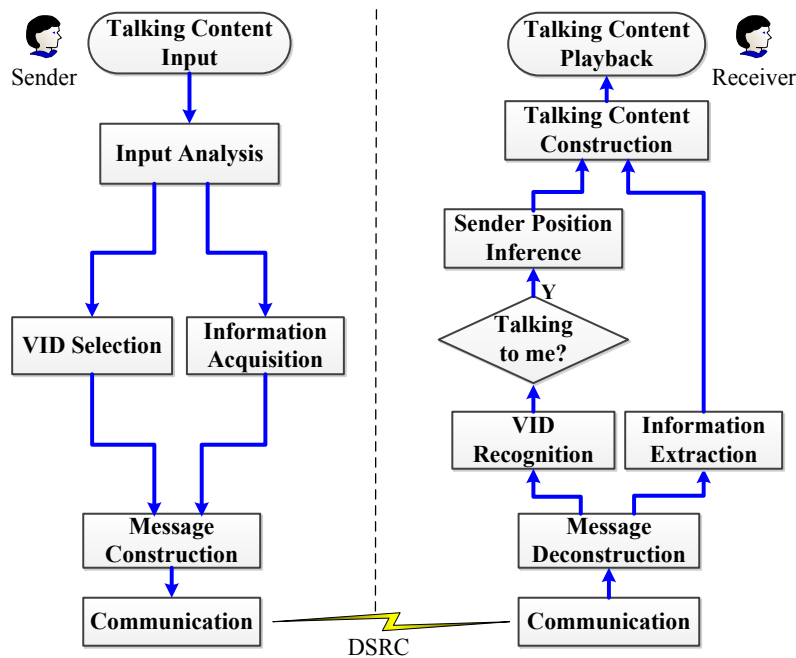 Talking Content
Input
Sender
Input Analysis
VID Selection
Information
Acquisition
Message
Construction
Communication
DSRC
Talking Content
Playback
Receiver
Talking Content
Construction
Sender Position
Inference
Y
Talking
to me?
VID
Recognition
Information
Extraction
Message
Deconstruction
Communication